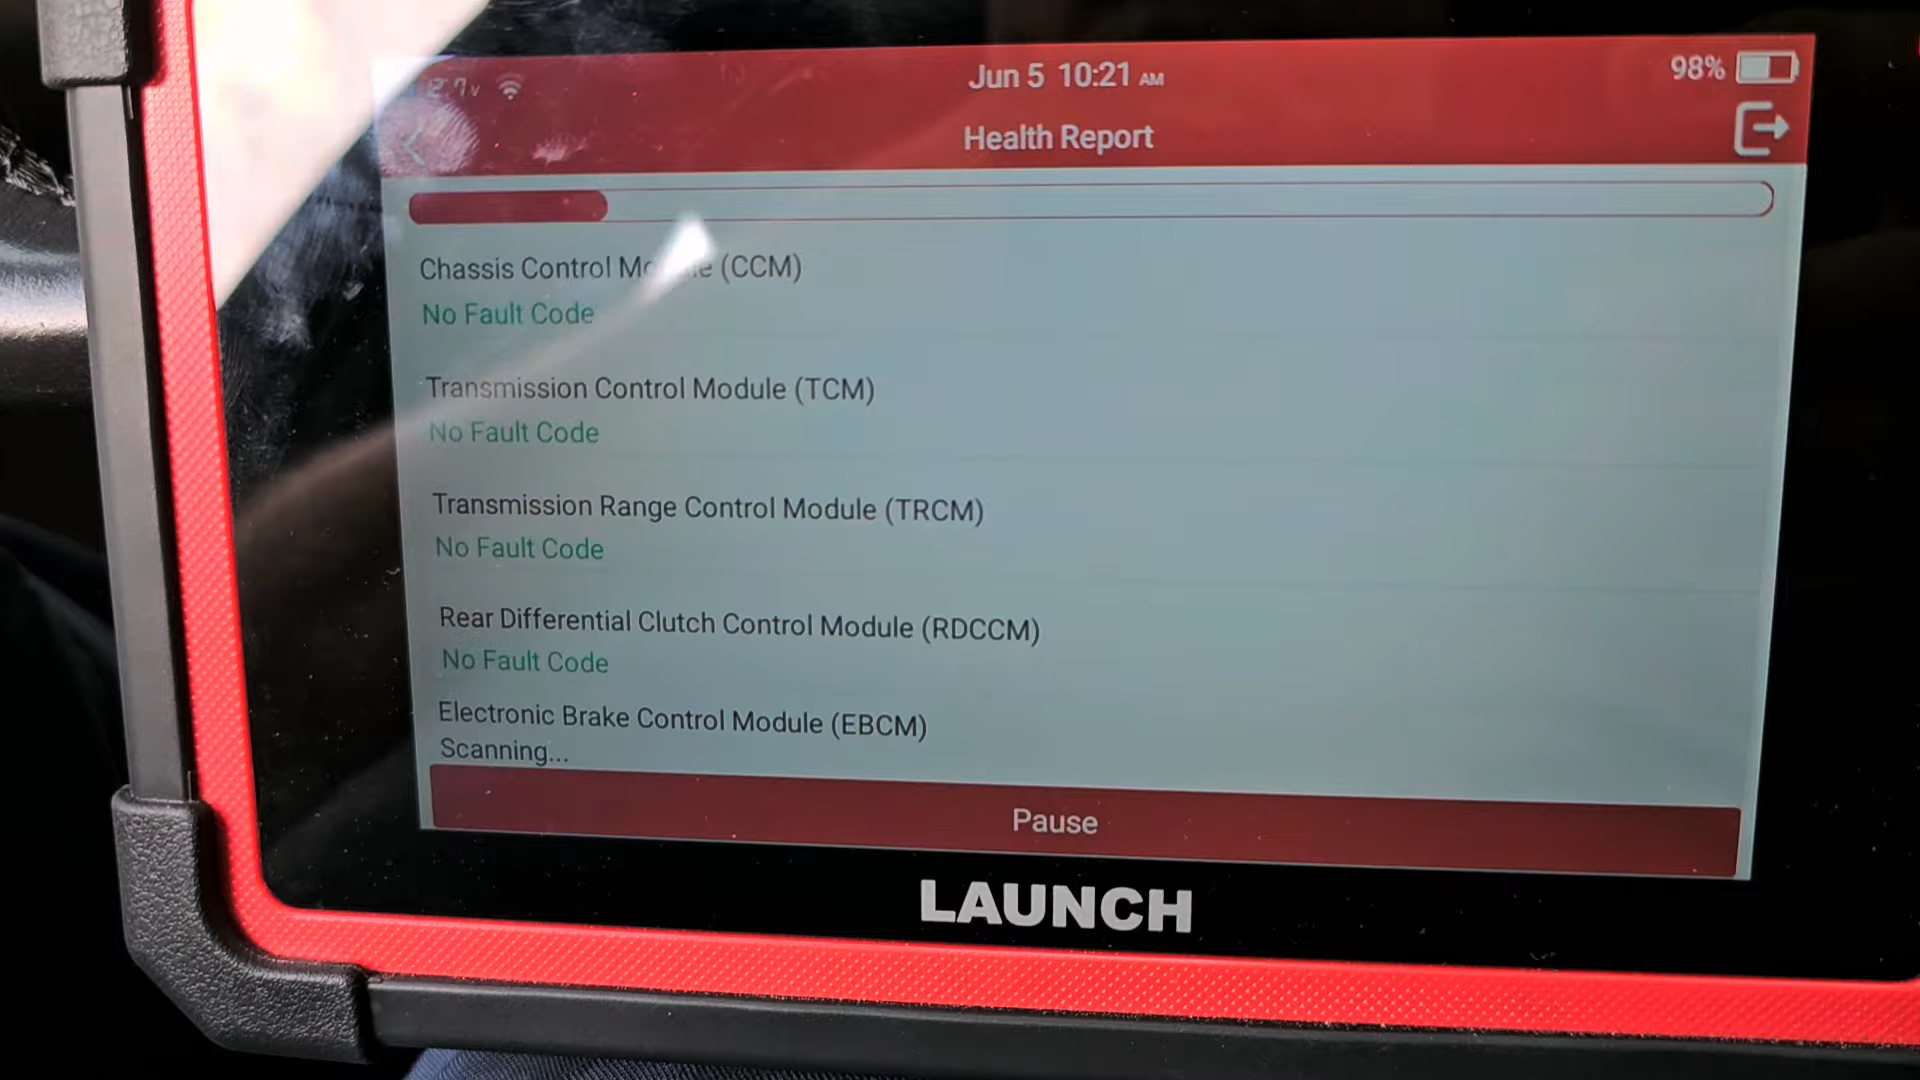 Jun 5 10:21 AM
98%
Health Report
Chassis Control (CCM)
No Fault Code
Transmission Control Module (TCM)
No Fault Code
Transmission Range Control Module (TRCM)
No Fault Code
Rear Differential Clutch Control Module (RDCCM)
No Fault Code
Electronic Brake Control Module (EBCM)
Scanning...
Pause
LAUNCH